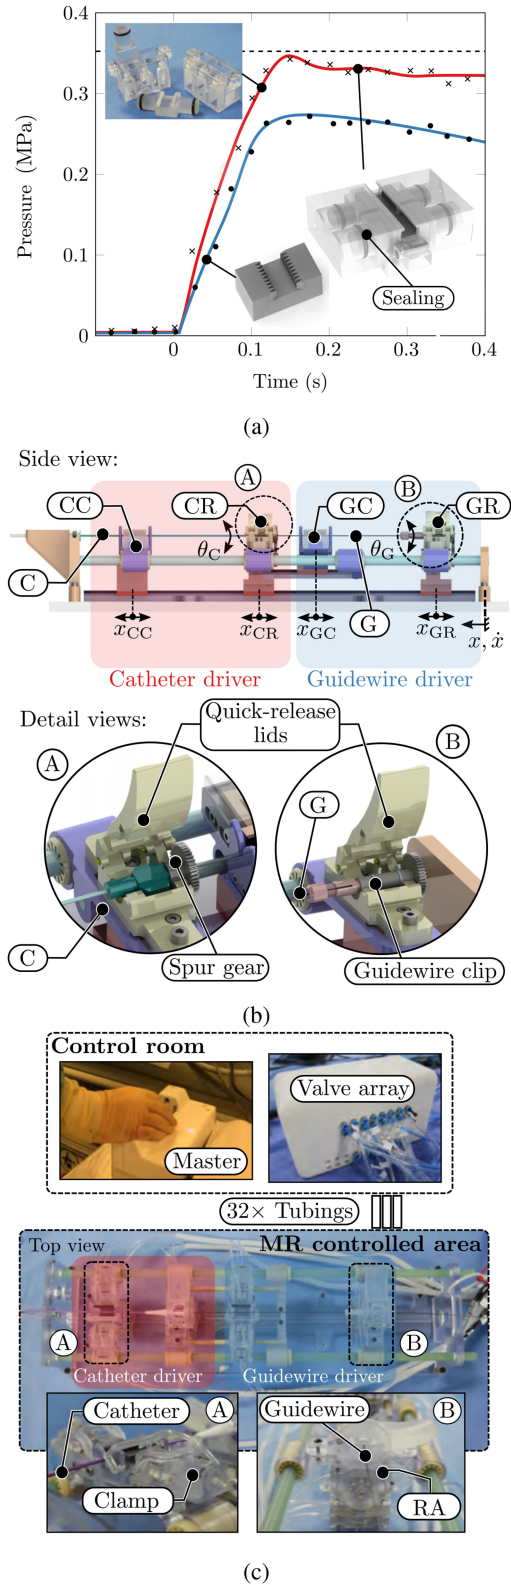 (a)
0.4
0.3
0.2
0.1
0
Pressure (MPa)
Sealing
0
0.1
0.2
0.3
0.4
Time (s)
(a)
Side view:
A
B
CC
CR
GC
GR
θC
θG
C
G
xCC
xCR
xGC
xGR
x, ẋ
Catheter driver
Guidewire driver
Detail views:
Quick-release
lids
A
B
G
C
Spur gear
Guidewire clip
(b)
Control room
Valve array
Master
32× Tubings
Top view
MR controlled area
A
B
Catheter driver
Guidewire driver
Catheter
A
Guidewire
B
Clamp
RA
(c)